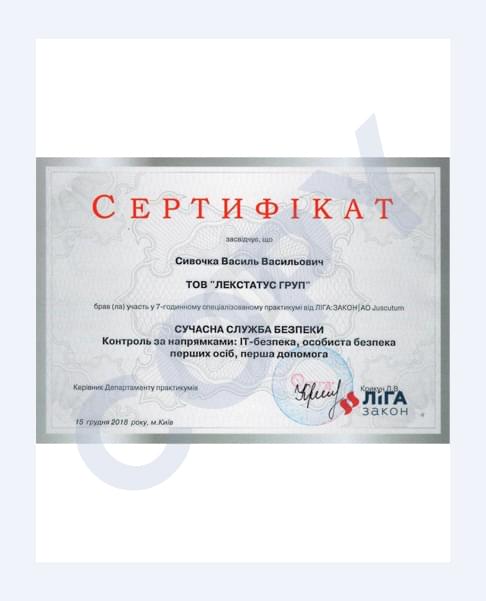 СЕРТИФІКАТ
засвідчує, що
Сивочка Василь Васильович
ТОВ "ЛЕКСТАТУС ГРУП"
брав (ла) участь у 7-годинному спеціалізованому практикумі від ЛІГА:ЗАКОН|АО Juscutum
СУЧАСНА СЛУЖБА БЕЗПЕКИ
Контроль за напрямками: ІТ-безпека, особиста безпека
перших осіб, перша допомога
Керівник Департаменту практикумів
ЛІГА
закон
15 грудня 2018 року, м.Київ
COPY